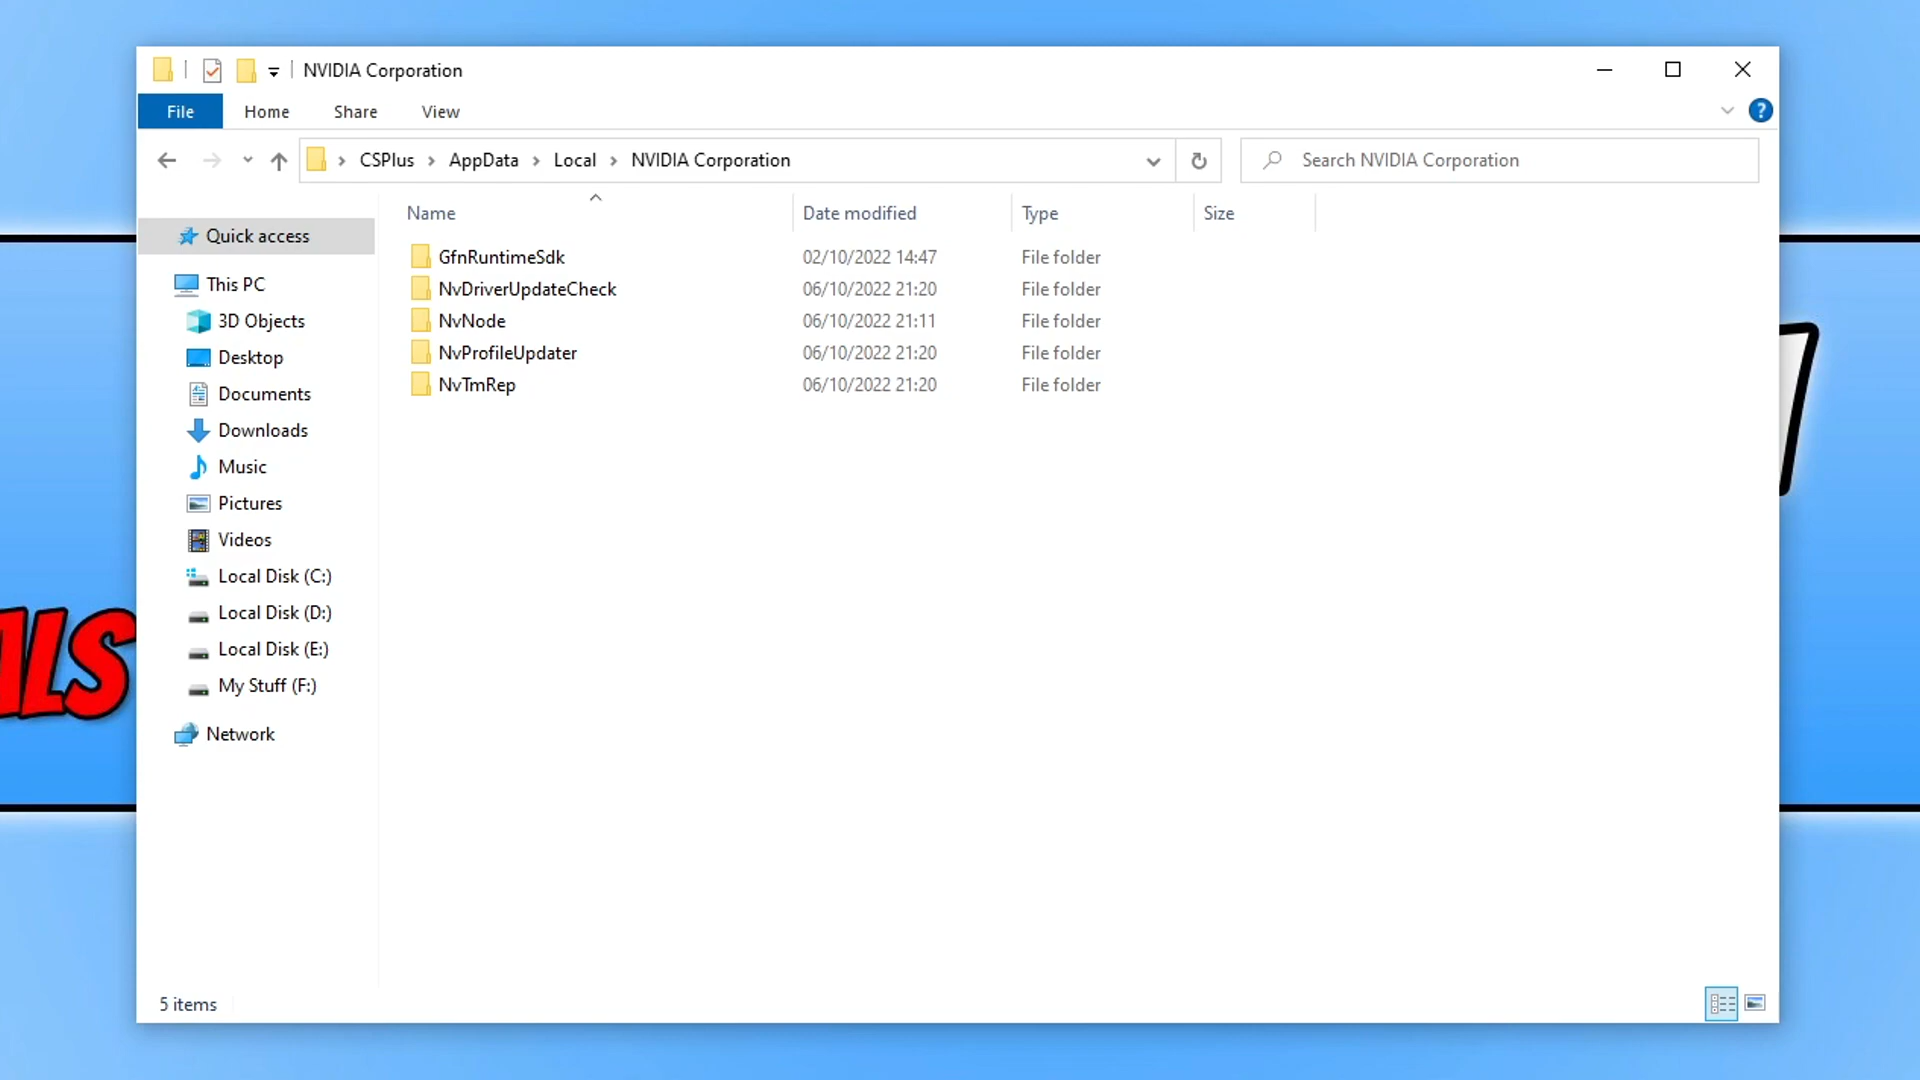 NVIDIA Corporation
File Home Share View
CSPlus AppData Local NVIDIA Corporation Search NVIDIA Corporation
Name Date modified Type Size
GfnRuntimeSdk 02/10/2022 14:47 File folder
NvDriverUpdateCheck 06/10/2022 21:20 File folder
NvNode 06/10/2022 21:11 File folder
NvProfileUpdater 06/10/2022 21:20 File folder
NvTmRep 06/10/2022 21:20 File folder
Quick access
This PC
3D Objects
Desktop
Documents
Downloads
Music
Pictures
Videos
Local Disk (C:)
Local Disk (D:)
Local Disk (E:)
My Stuff (F:)
Network
5 items